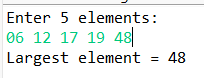 Enter 5 elements:
06 12 17 19 48
Largest element = 48